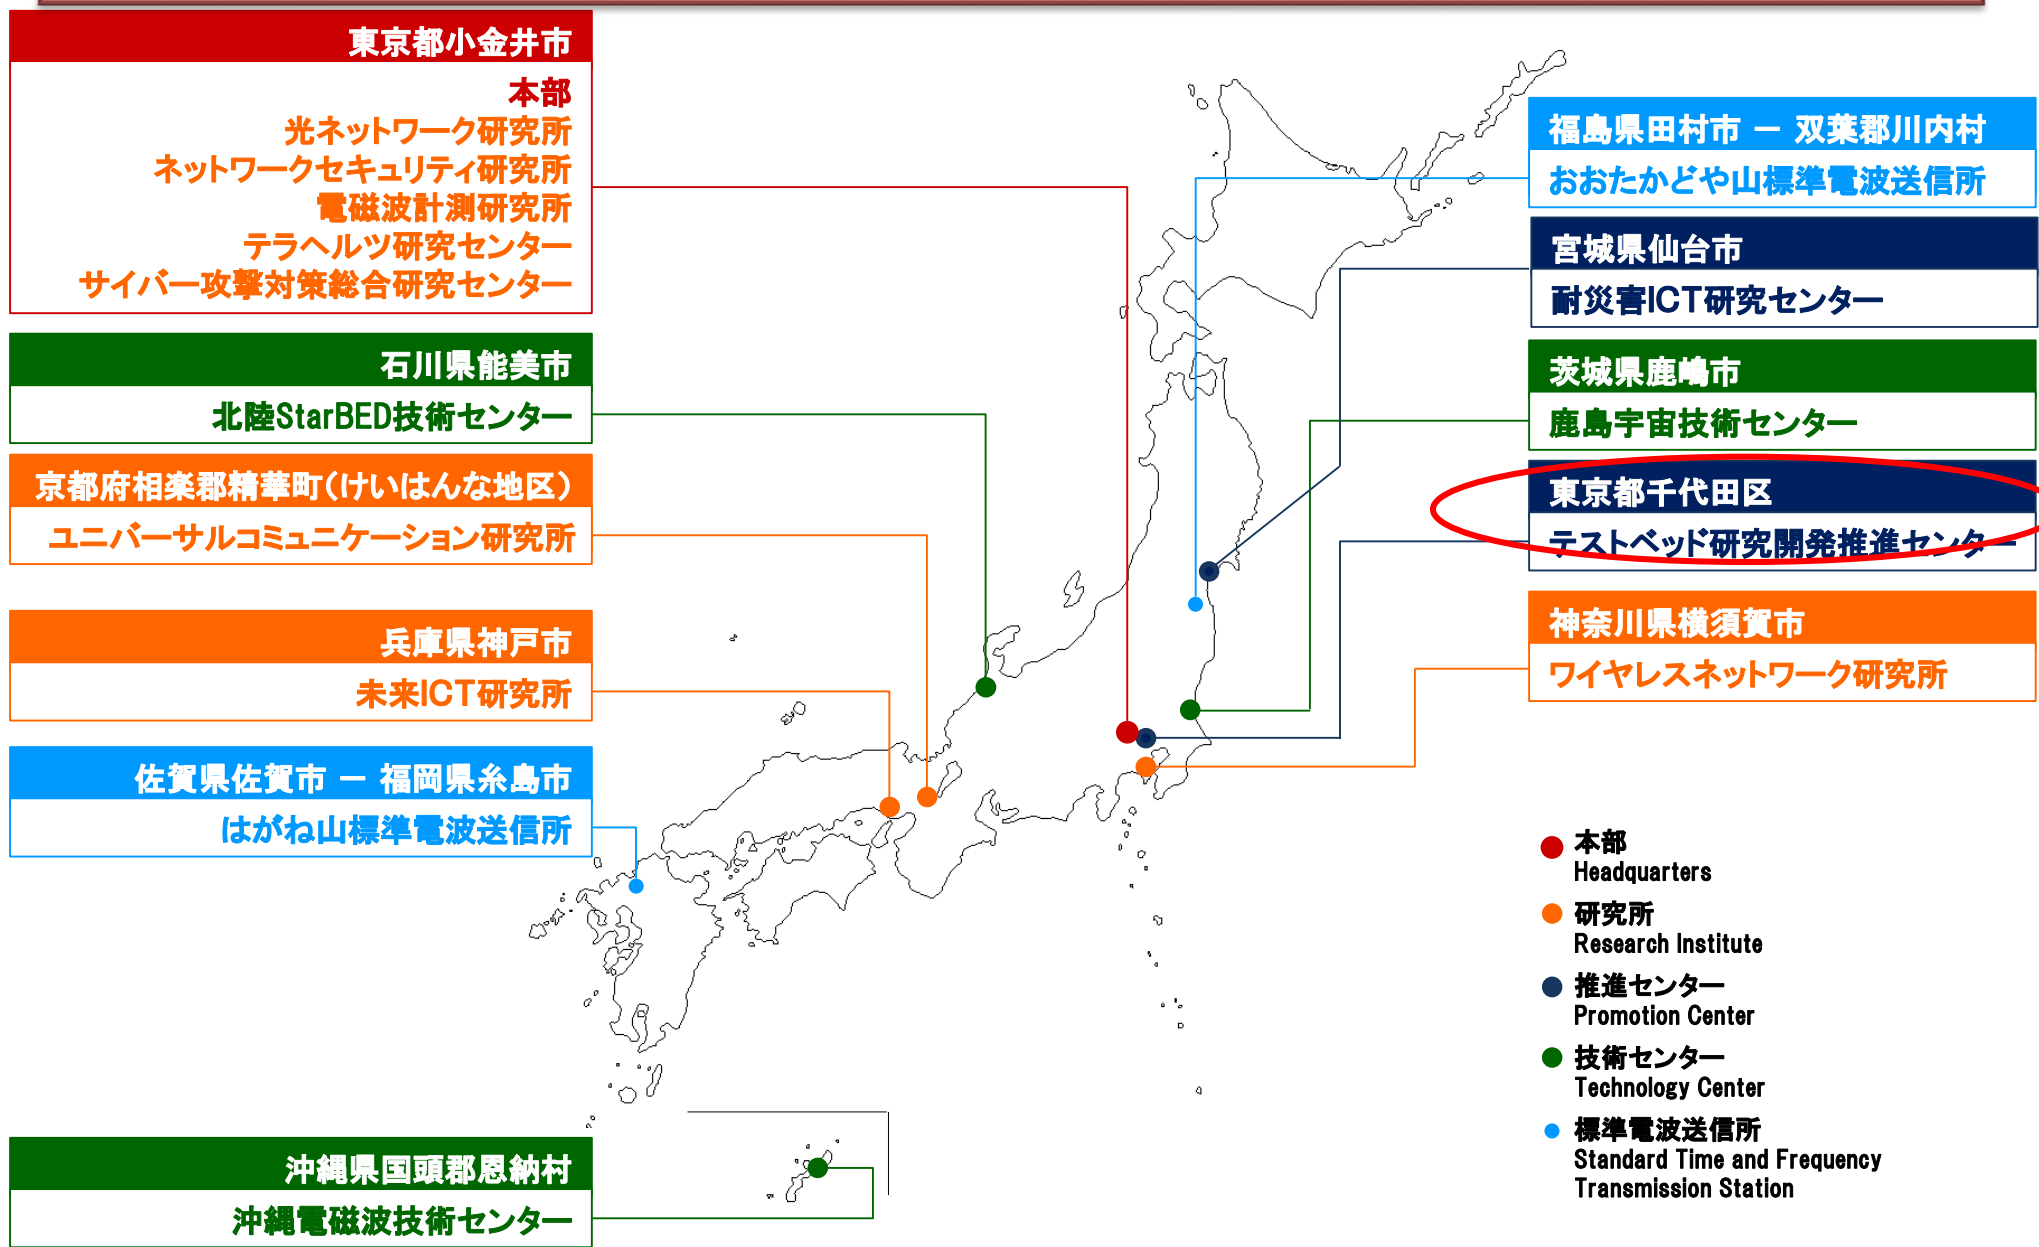 東京都小金井市
本部
光ネットワーク研究所
ネットワークセキュリティ研究所
電磁波計測研究所
テラヘルツ研究センター
サイバー攻撃対策総合研究センター
石川県能美市
北陸StarBED技術センター
京都府相楽郡精華町(けいはんな地区)
ユニバーサルコミュニケーション研究所
兵庫県神戸市
未来ICT研究所
佐賀県佐賀市 － 福岡県糸島市
はがね山標準電波送信所
沖縄県国頭郡恩納村
沖縄電磁波技術センター
福島県田村市 － 双葉郡川内村
おおたかどや山標準電波送信所
宮城県仙台市
耐災害ICT研究センター
茨城県鹿嶋市
鹿島宇宙技術センター
東京都千代田区
テストベッド研究開発推進センター
神奈川県横須賀市
ワイヤレスネットワーク研究所
本部
Headquarters
研究所
Research Institute
推進センター
Promotion Center
技術センター
Technology Center
標準電波送信所
Standard Time and Frequency
Transmission Station